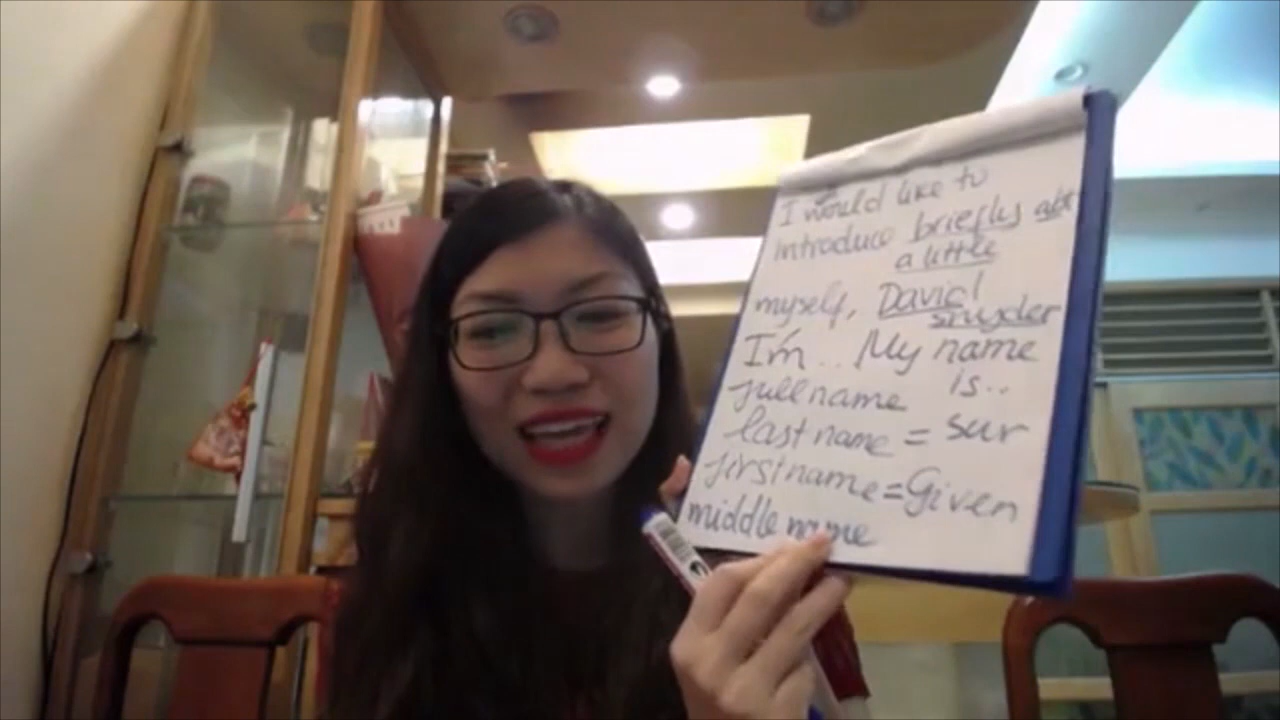 I would like to
introduce briefly abt
a little
myself, David
snyder
I'm .. My name
is..
full name
last name = sur
first name = Given
middle name